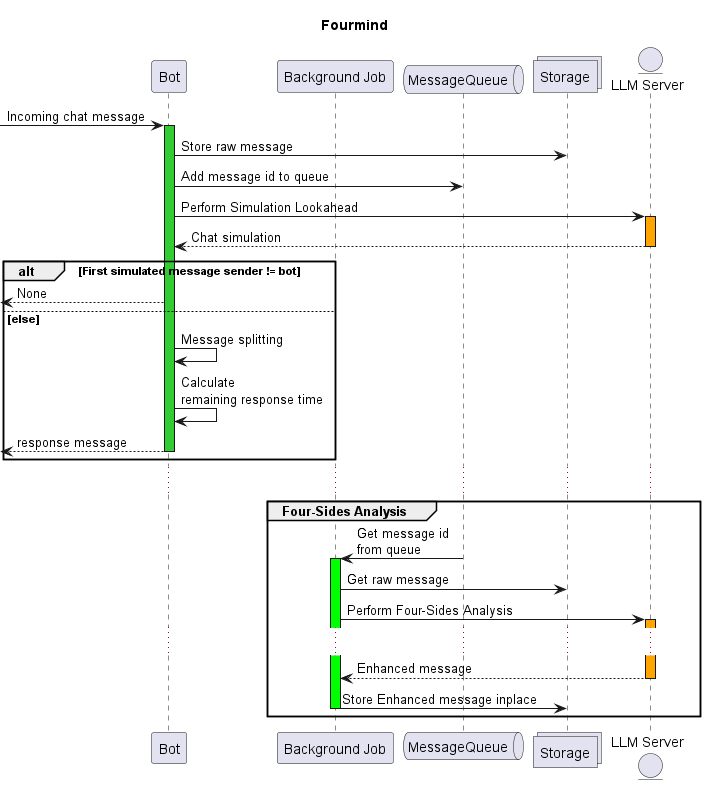 Fourmind
Bot
Background Job
MessageQueue
Storage
LLM Server
Incoming chat message
Store raw message
Add message id to queue
Perform Simulation Lookahead
Chat simulation
alt
[First simulated message sender != bot]
None
[else]
Message splitting
Calculate
remaining response time
response message
Four-Sides Analysis
Get message id
from queue
Get raw message
Perform Four-Sides Analysis
Enhanced message
Store Enhanced message inplace
Bot
Background Job
MessageQueue
Storage
LLM Server